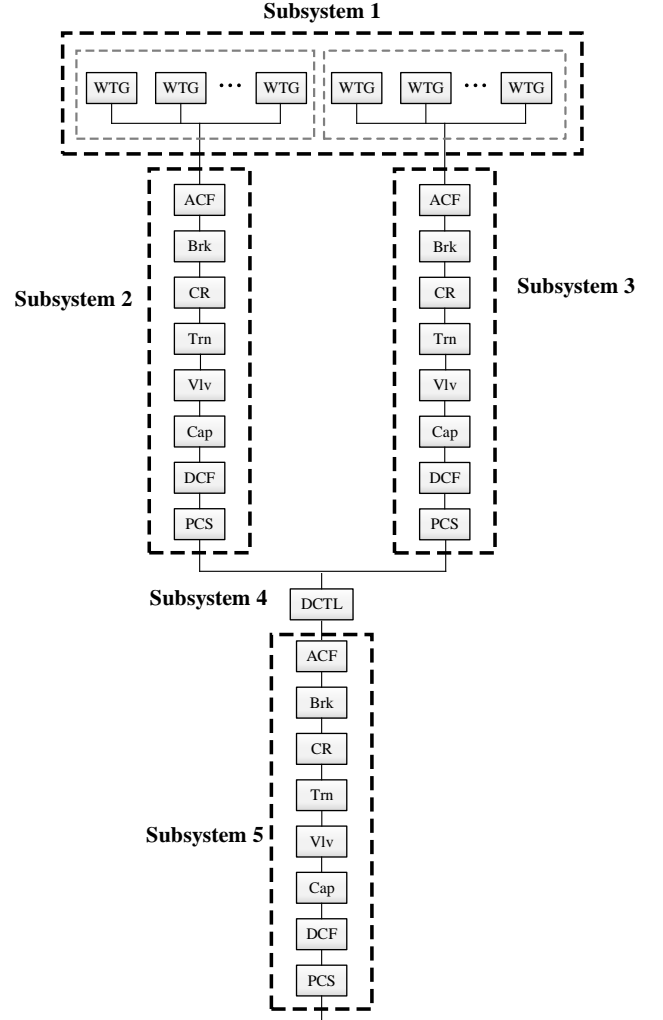 Subsystem 1
WTG WTG ... WTG WTG WTG ... WTG
ACF ACF
Brk Brk
Subsystem 2 CR CR Subsystem 3
Trn Trn
Vlv Vlv
Cap Cap
DCF DCF
PCS PCS
Subsystem 4 DCTL
ACF
Brk
CR
Trn
Subsystem 5 Vlv
Cap
DCF
PCS